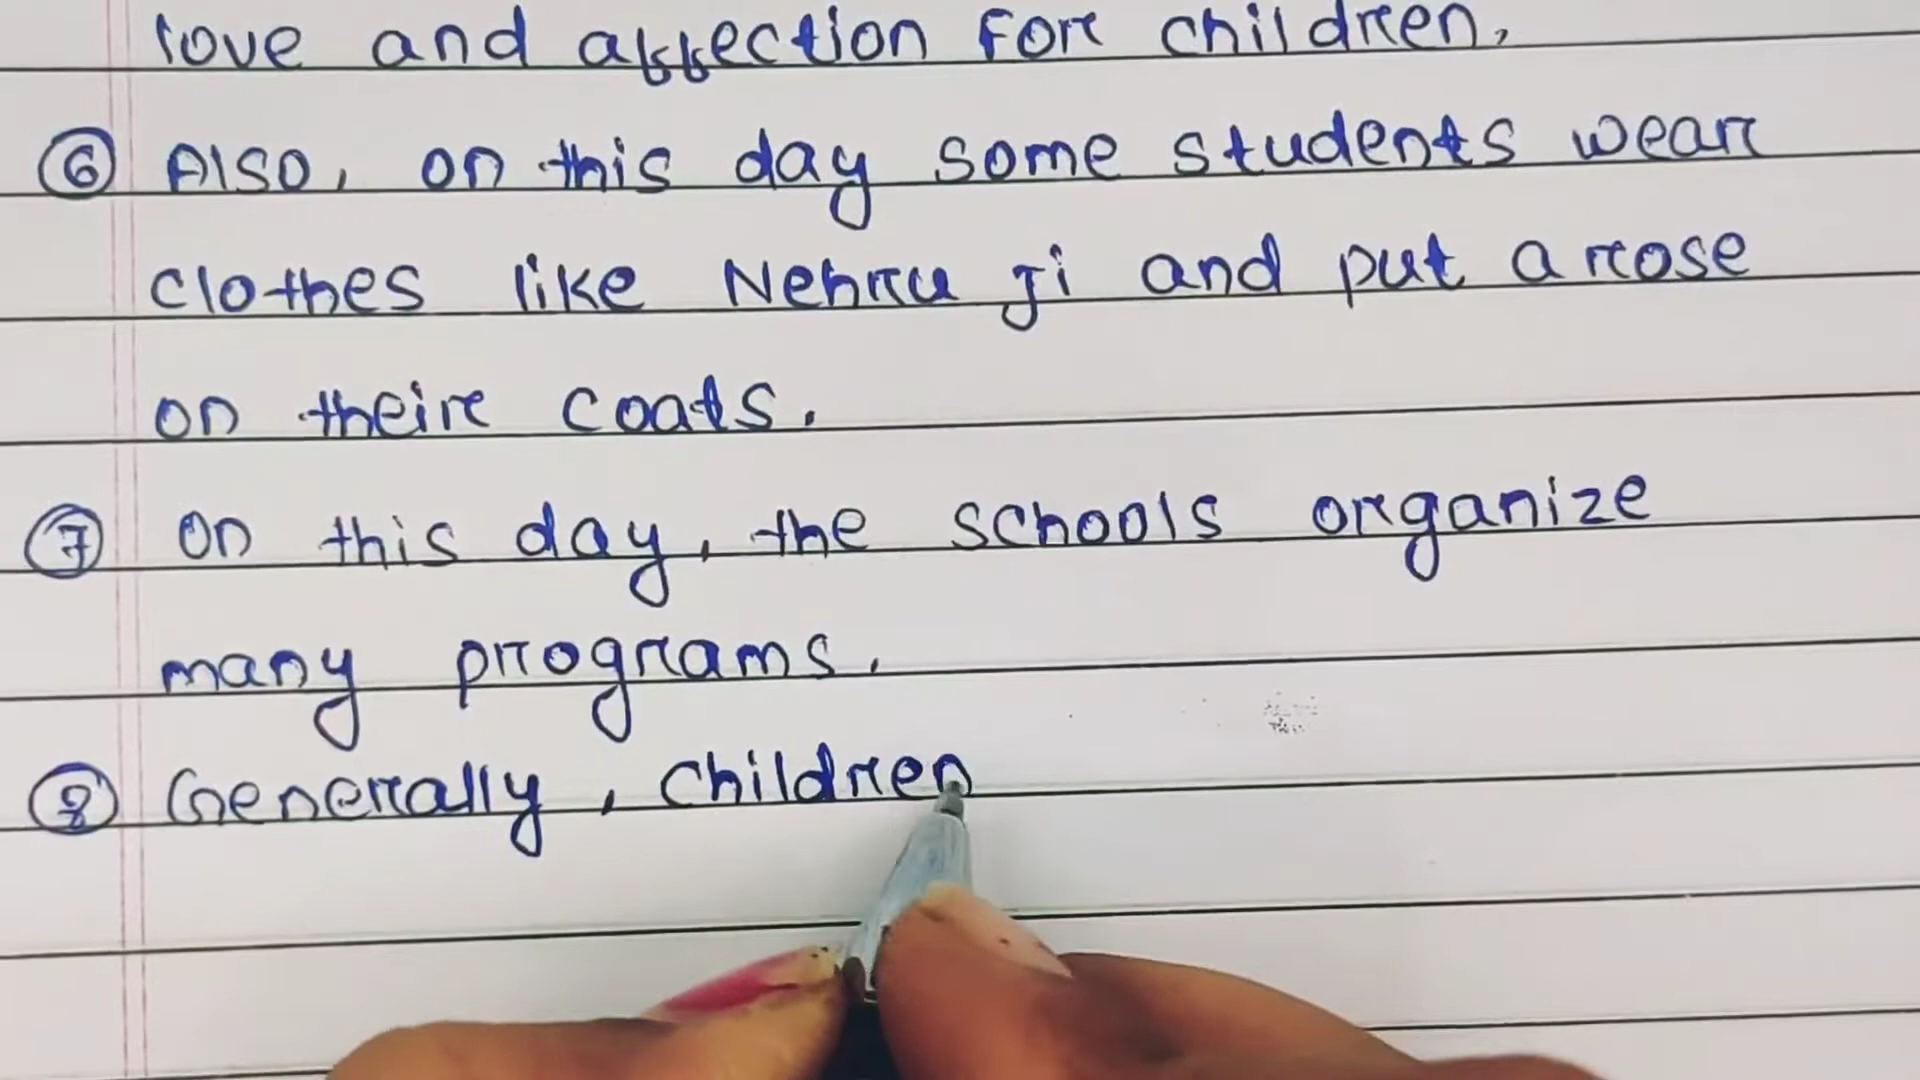 love and affection for children.
⑥ Also, on this day some students wear
clothes like Nehru ji and put a rose
on their coats.
⑦ On this day, the schools organize
many programs.
⑧ Generally, children